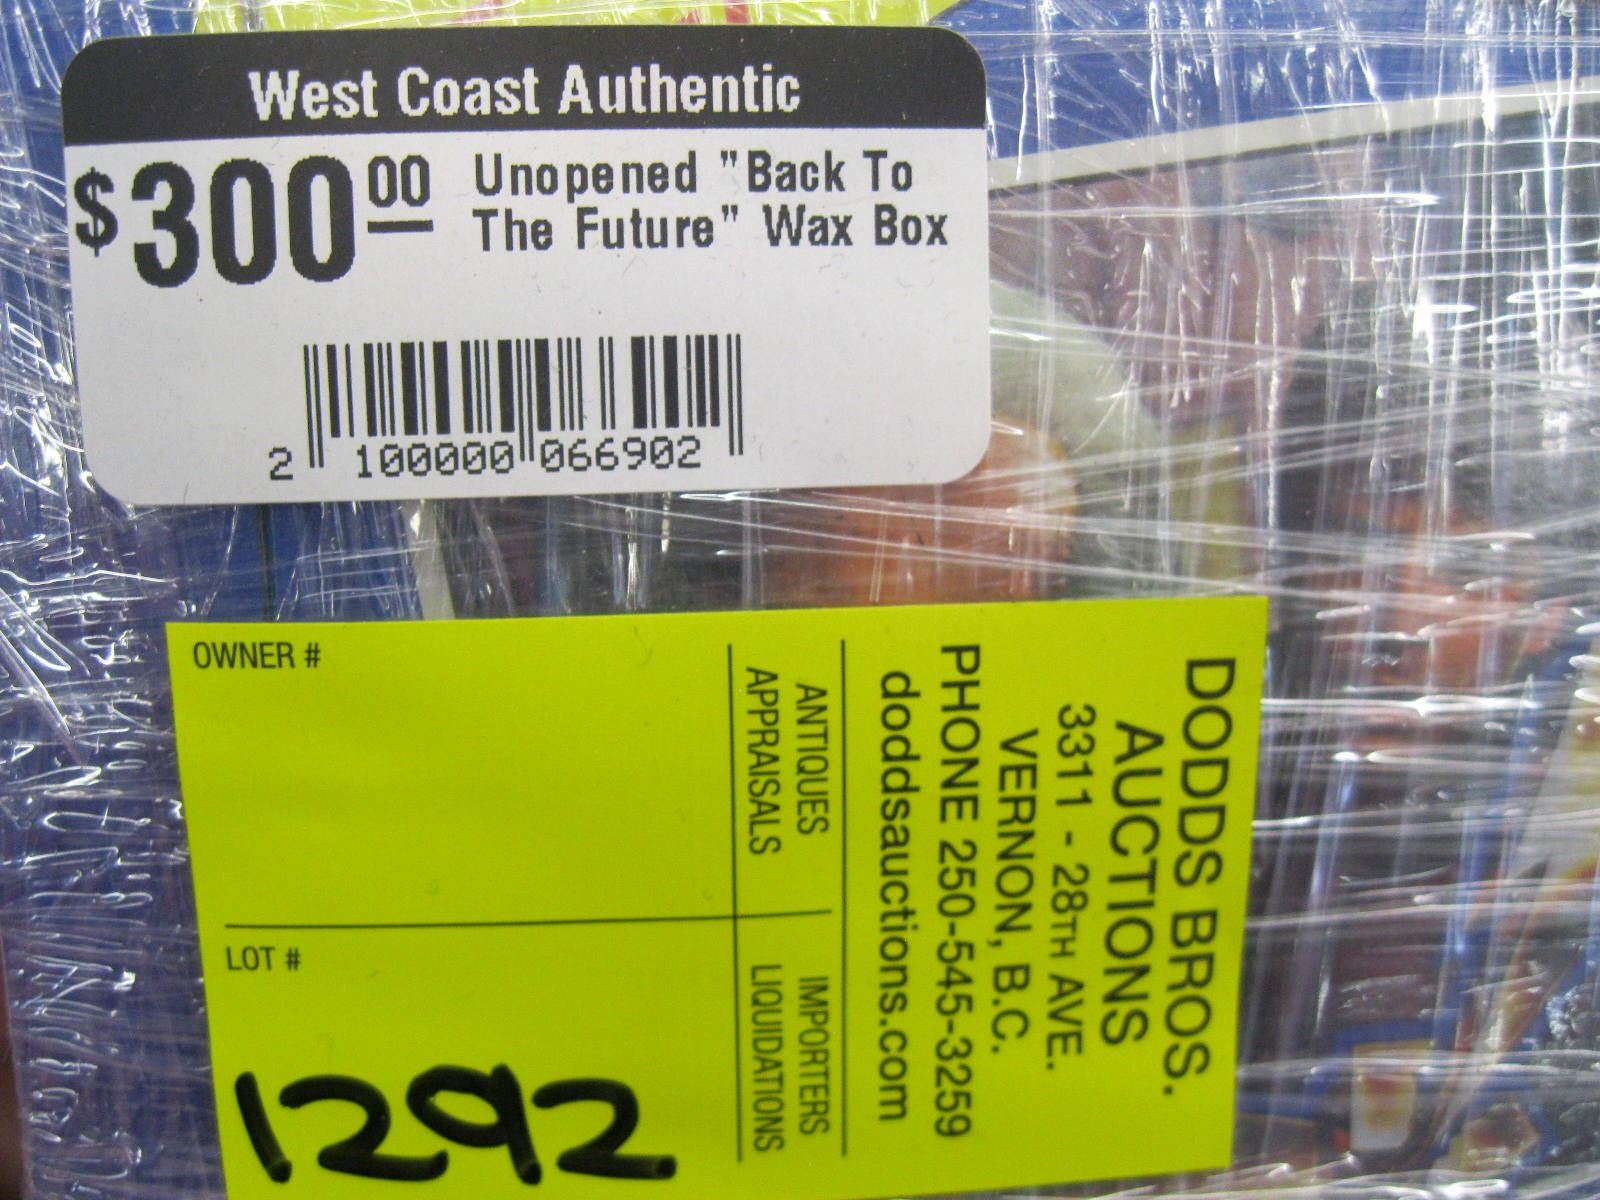 West Coast Authentic
$300.00
Unopened "Back To
The Future" Wax Box
2 100000 066902
OWNER #
LOT #
1292
DODDS BROS.
AUCTIONS
3311 - 28TH AVE.
VERNON, B.C.
PHONE 250-545-3259
doddsauctions.com
ANTIQUES
APPRAISALS
IMPORTERS
LIQUIDATIONS